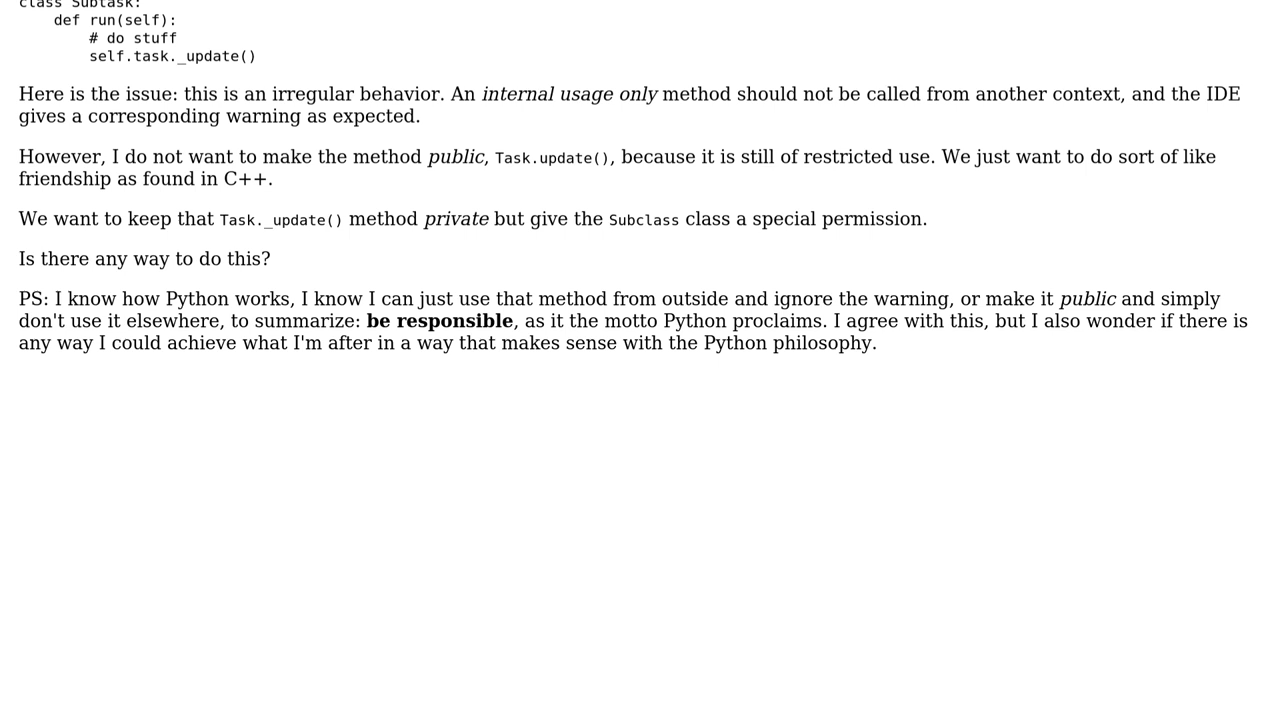 class Subtask:
    def run(self):
        # do stuff
        self.task._update()
Here is the issue: this is an irregular behavior. An internal usage only method should not be called from another context, and the IDE
gives a corresponding warning as expected.
However, I do not want to make the method public, Task.update(), because it is still of restricted use. We just want to do sort of like
friendship as found in C++.
We want to keep that Task._update() method private but give the Subclass class a special permission.
Is there any way to do this?
PS: I know how Python works, I know I can just use that method from outside and ignore the warning, or make it public and simply
don't use it elsewhere, to summarize: be responsible, as it the motto Python proclaims. I agree with this, but I also wonder if there is
any way I could achieve what I'm after in a way that makes sense with the Python philosophy.